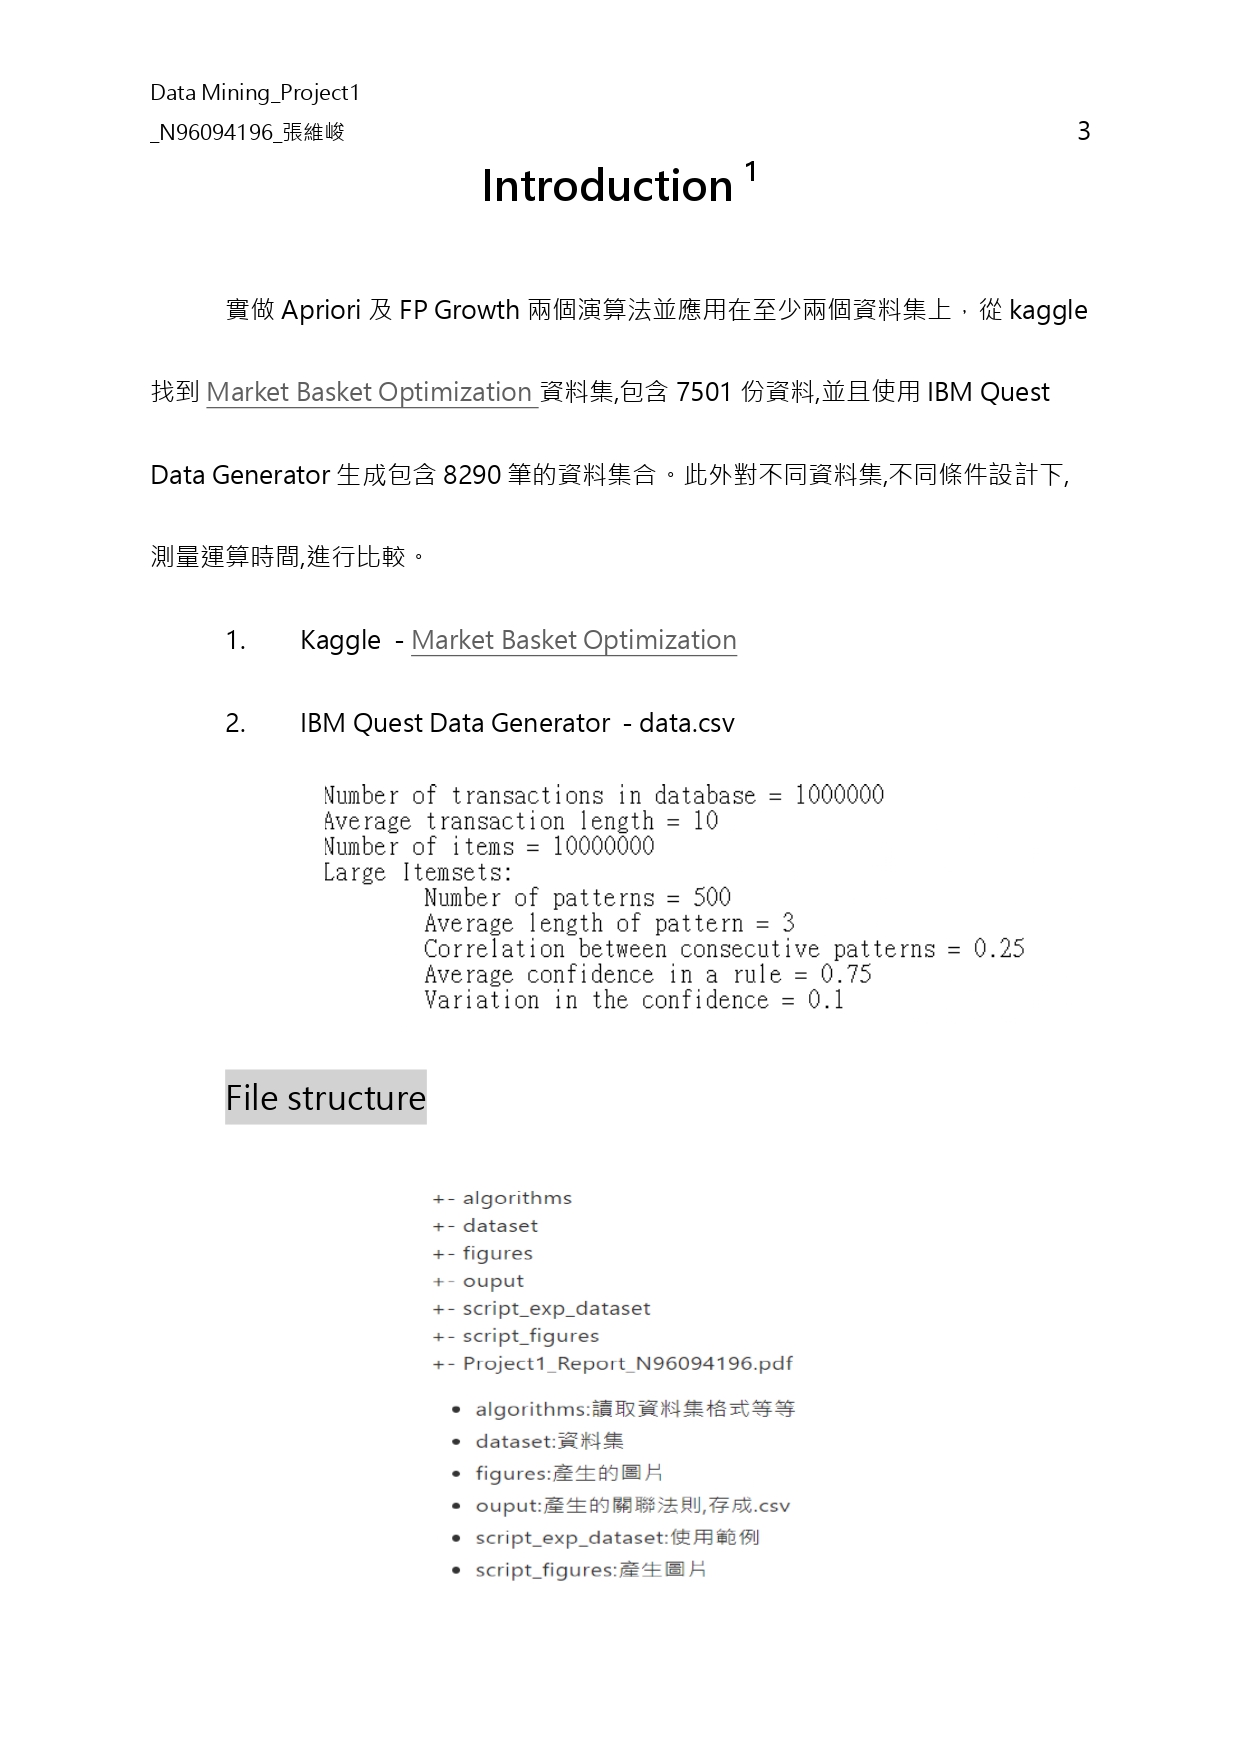 Data Mining_Project1
_N96094196_張維峻 3
Introduction 1
實做 Apriori 及 FP Growth 兩個演算法並應用在至少兩個資料集上，從 kaggle
找到 Market Basket Optimization 資料集,包含 7501 份資料,並且使用 IBM Quest
Data Generator 生成包含 8290 筆的資料集合。此外對不同資料集,不同條件設計下,
測量運算時間,進行比較。
1. Kaggle - Market Basket Optimization
2. IBM Quest Data Generator - data.csv
Number of transactions in database = 1000000
Average transaction length = 10
Number of items = 10000000
Large Itemsets:
Number of patterns = 500
Average length of pattern = 3
Correlation between consecutive patterns = 0.25
Average confidence in a rule = 0.75
Variation in the confidence = 0.1
File structure
+- algorithms
+- dataset
+- figures
+- ouput
+- script_exp_dataset
+- script_figures
+- Project1_Report_N96094196.pdf
• algorithms:讀取資料集格式等等
• dataset:資料集
• figures:產生的圖片
• ouput:產生的關聯法則,存成.csv
• script_exp_dataset:使用範例
• script_figures:產生圖片